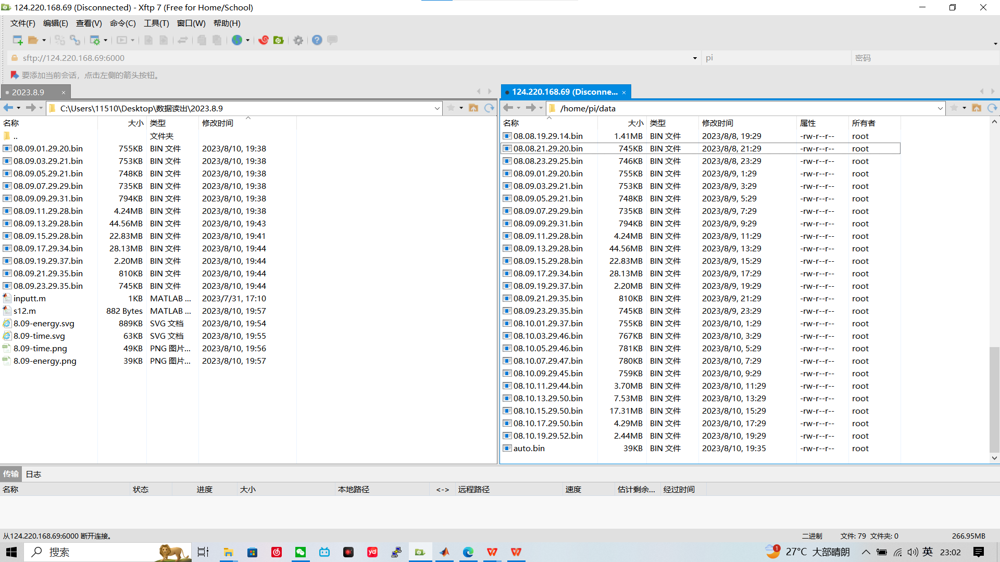 124.220.168.69 (Disconnected) - Xftp 7 (Free for Home/School)
文件(F) 编辑(E) 查看(V) 命令(C) 工具(T) 窗口(W) 帮助(H)
sftp://124.220.168.69:6000 pi 密码
要添加当前会话，点击左侧的箭头按钮。
2023.8.9
C:\Users\11510\Desktop\数据读出\2023.8.9
名称 大小 类型 修改时间
.. 文件夹
08.09.01.29.20.bin 755KB BIN 文件 2023/8/10, 19:38
08.09.03.29.21.bin 753KB BIN 文件 2023/8/10, 19:38
08.09.05.29.21.bin 748KB BIN 文件 2023/8/10, 19:38
08.09.07.29.29.bin 735KB BIN 文件 2023/8/10, 19:38
08.09.09.29.31.bin 794KB BIN 文件 2023/8/10, 19:38
08.09.11.29.28.bin 4.24MB BIN 文件 2023/8/10, 19:38
08.09.13.29.28.bin 44.56MB BIN 文件 2023/8/10, 19:43
08.09.15.29.28.bin 22.83MB BIN 文件 2023/8/10, 19:41
08.09.17.29.34.bin 28.13MB BIN 文件 2023/8/10, 19:44
08.09.19.29.37.bin 2.20MB BIN 文件 2023/8/10, 19:44
08.09.21.29.35.bin 810KB BIN 文件 2023/8/10, 19:44
08.09.23.29.35.bin 745KB BIN 文件 2023/8/10, 19:44
inputt.m 1KB MATLAB ... 2023/7/31, 17:10
s12.m 882 Bytes MATLAB ... 2023/8/10, 19:57
8.09-energy.svg 889KB SVG 文档 2023/8/10, 19:54
8.09-time.svg 63KB SVG 文档 2023/8/10, 19:55
8.09-time.png 49KB PNG 图片... 2023/8/10, 19:56
8.09-energy.png 39KB PNG 图片... 2023/8/10, 19:57
124.220.168.69 (Disconne...
/home/pi/data
名称 大小 类型 修改时间 属性 所有者
08.08.19.29.14.bin 1.41MB BIN 文件 2023/8/8, 19:29 -rw-r--r-- root
08.08.21.29.20.bin 745KB BIN 文件 2023/8/8, 21:29 -rw-r--r-- root
08.08.23.29.25.bin 746KB BIN 文件 2023/8/8, 23:29 -rw-r--r-- root
08.09.01.29.20.bin 755KB BIN 文件 2023/8/9, 1:29 -rw-r--r-- root
08.09.03.29.21.bin 753KB BIN 文件 2023/8/9, 3:29 -rw-r--r-- root
08.09.05.29.21.bin 748KB BIN 文件 2023/8/9, 5:29 -rw-r--r-- root
08.09.07.29.29.bin 735KB BIN 文件 2023/8/9, 7:29 -rw-r--r-- root
08.09.09.29.31.bin 794KB BIN 文件 2023/8/9, 9:29 -rw-r--r-- root
08.09.11.29.28.bin 4.24MB BIN 文件 2023/8/9, 11:29 -rw-r--r-- root
08.09.13.29.28.bin 44.56MB BIN 文件 2023/8/9, 13:29 -rw-r--r-- root
08.09.15.29.28.bin 22.83MB BIN 文件 2023/8/9, 15:29 -rw-r--r-- root
08.09.17.29.34.bin 28.13MB BIN 文件 2023/8/9, 17:29 -rw-r--r-- root
08.09.19.29.37.bin 2.20MB BIN 文件 2023/8/9, 19:29 -rw-r--r-- root
08.09.21.29.35.bin 810KB BIN 文件 2023/8/9, 21:29 -rw-r--r-- root
08.09.23.29.35.bin 745KB BIN 文件 2023/8/9, 23:29 -rw-r--r-- root
08.10.01.29.37.bin 755KB BIN 文件 2023/8/10, 1:29 -rw-r--r-- root
08.10.03.29.46.bin 767KB BIN 文件 2023/8/10, 3:29 -rw-r--r-- root
08.10.05.29.46.bin 781KB BIN 文件 2023/8/10, 5:29 -rw-r--r-- root
08.10.07.29.47.bin 780KB BIN 文件 2023/8/10, 7:29 -rw-r--r-- root
08.10.09.29.45.bin 759KB BIN 文件 2023/8/10, 9:29 -rw-r--r-- root
08.10.11.29.44.bin 3.70MB BIN 文件 2023/8/10, 11:29 -rw-r--r-- root
08.10.13.29.50.bin 7.53MB BIN 文件 2023/8/10, 13:29 -rw-r--r-- root
08.10.15.29.50.bin 17.31MB BIN 文件 2023/8/10, 15:29 -rw-r--r-- root
08.10.17.29.50.bin 4.29MB BIN 文件 2023/8/10, 17:29 -rw-r--r-- root
08.10.19.29.52.bin 2.44MB BIN 文件 2023/8/10, 19:29 -rw-r--r-- root
auto.bin 39KB BIN 文件 2023/8/10, 19:35 -rw-r--r-- root
传输 日志
名称 状态 进度 大小 本地路径 <-> 远程路径 速度 估计剩余... 经过时间
从124.220.168.69:6000 断开连接。 二进制 文件: 79 文件夹: 0 266.95MB
搜索 yd 1 27°C 大部晴朗 英 23:02